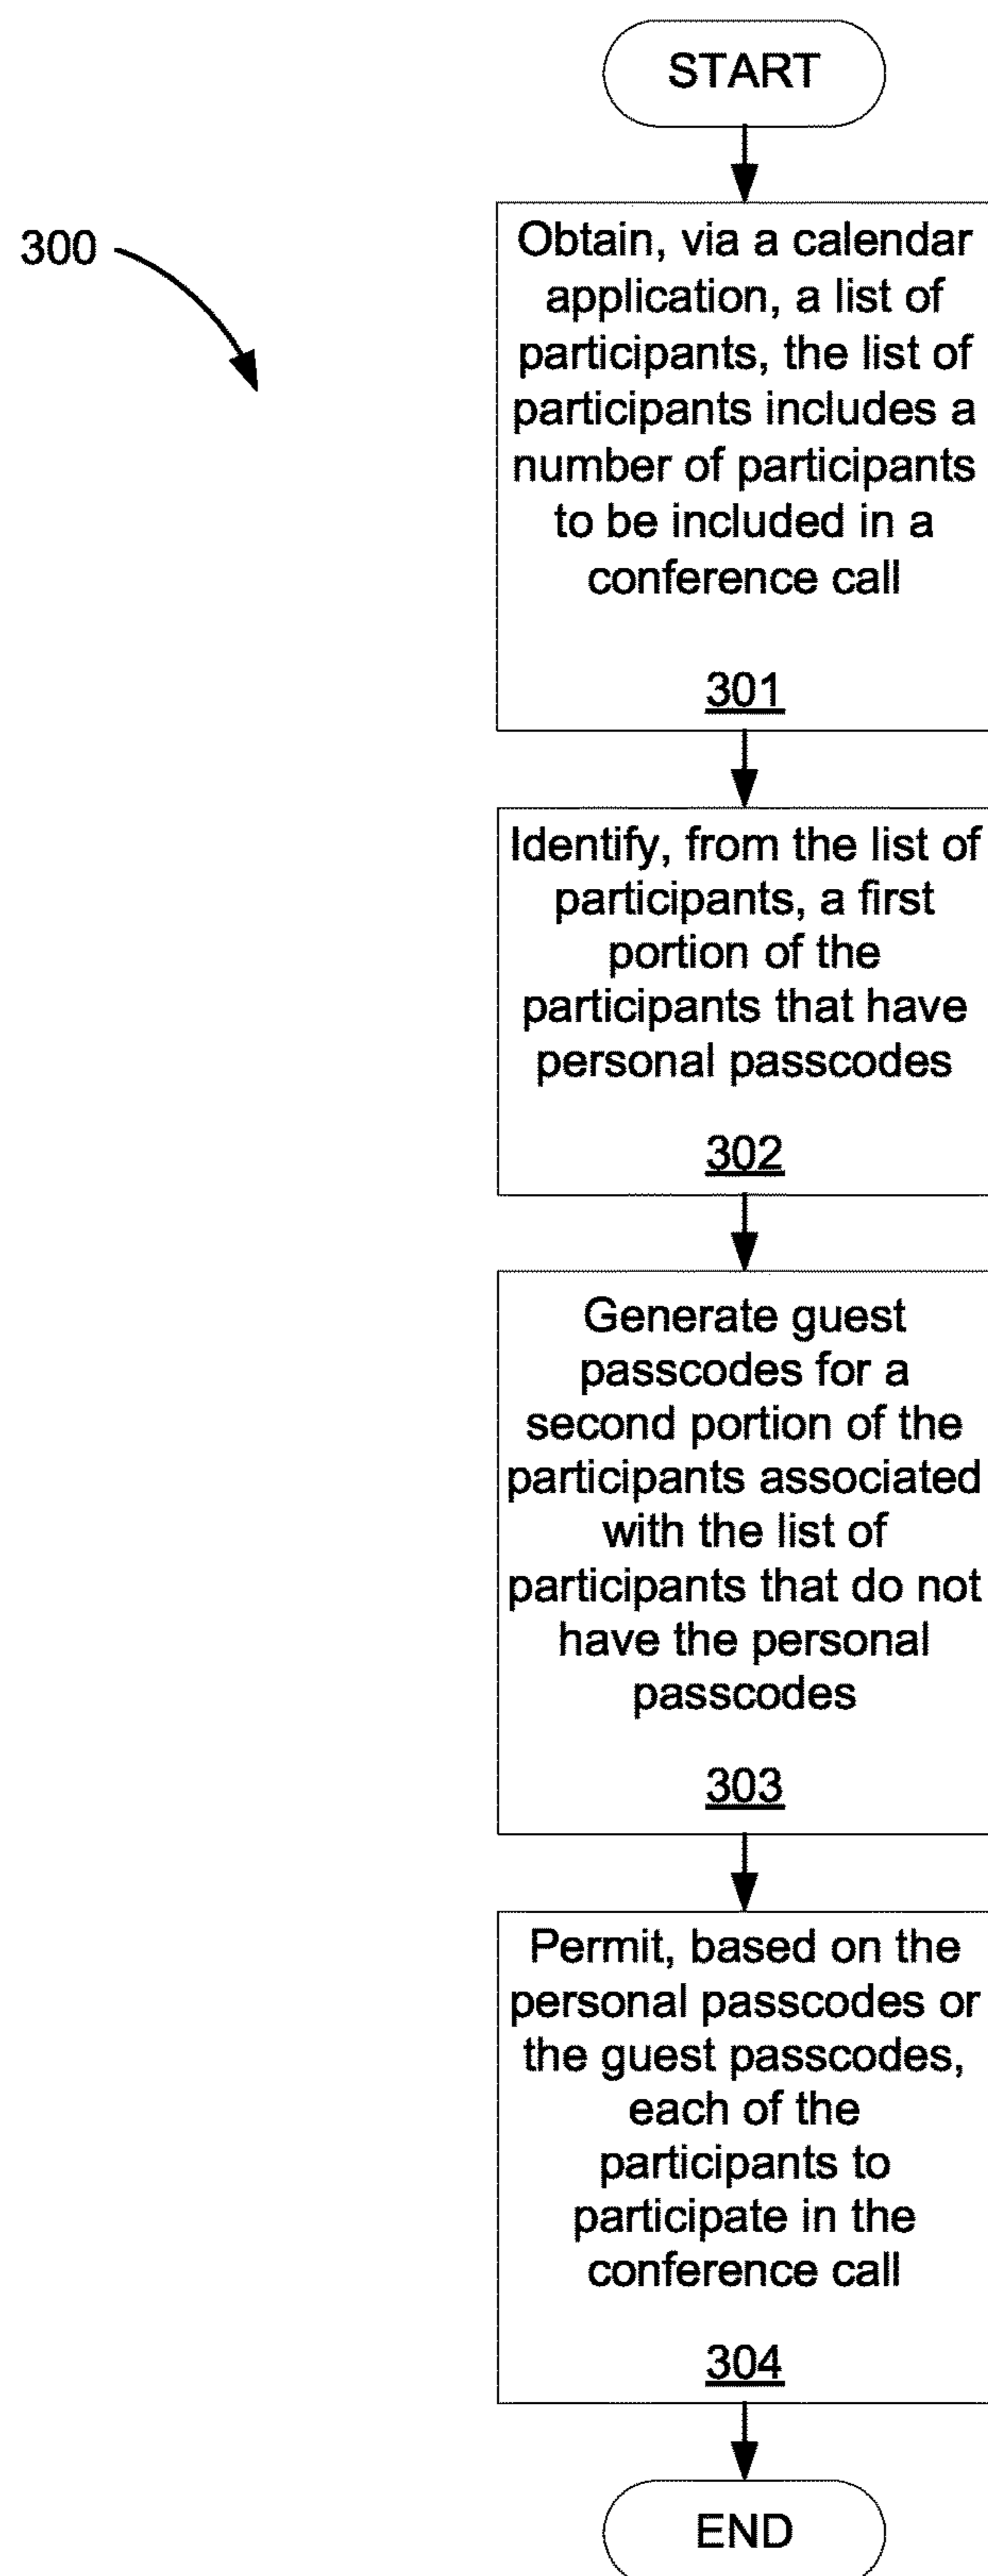 START
300
Obtain, via a calendar
application, a list of
participants, the list of
participants includes a
number of participants
to be included in a
conference call
301
Identify, from the list of
participants, a first
portion of the
participants that have
personal passcodes
302
Generate guest
passcodes for a
second portion of the
participants associated
with the list of
participants that do not
have the personal
passcodes
303
Permit, based on the
personal passcodes or
the guest passcodes,
each of the
participants to
participate in the
conference call
304
END